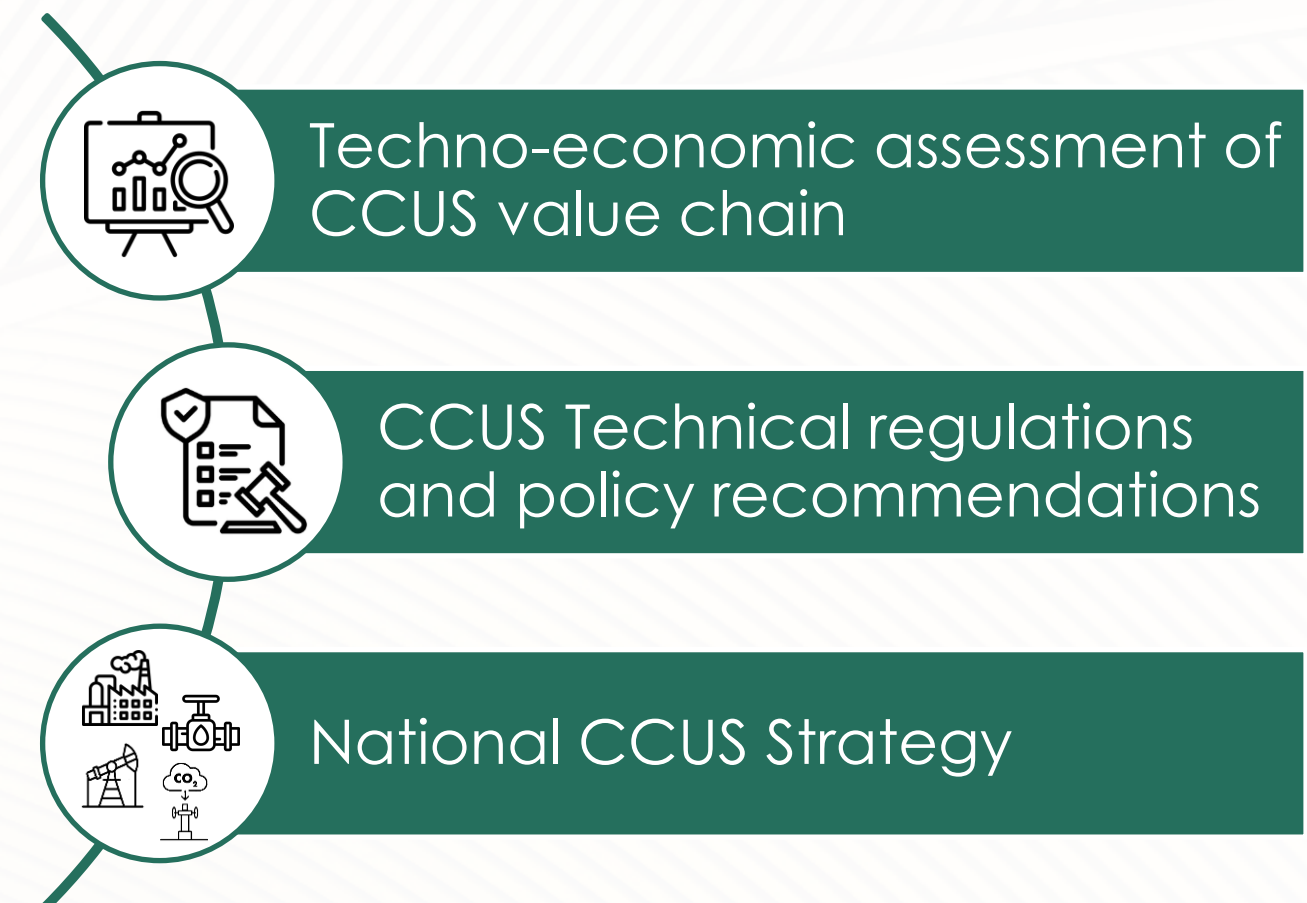 Techno-economic assessment of
CCUS value chain
CCUS Technical regulations
and policy recommendations
CO₂
National CCUS Strategy